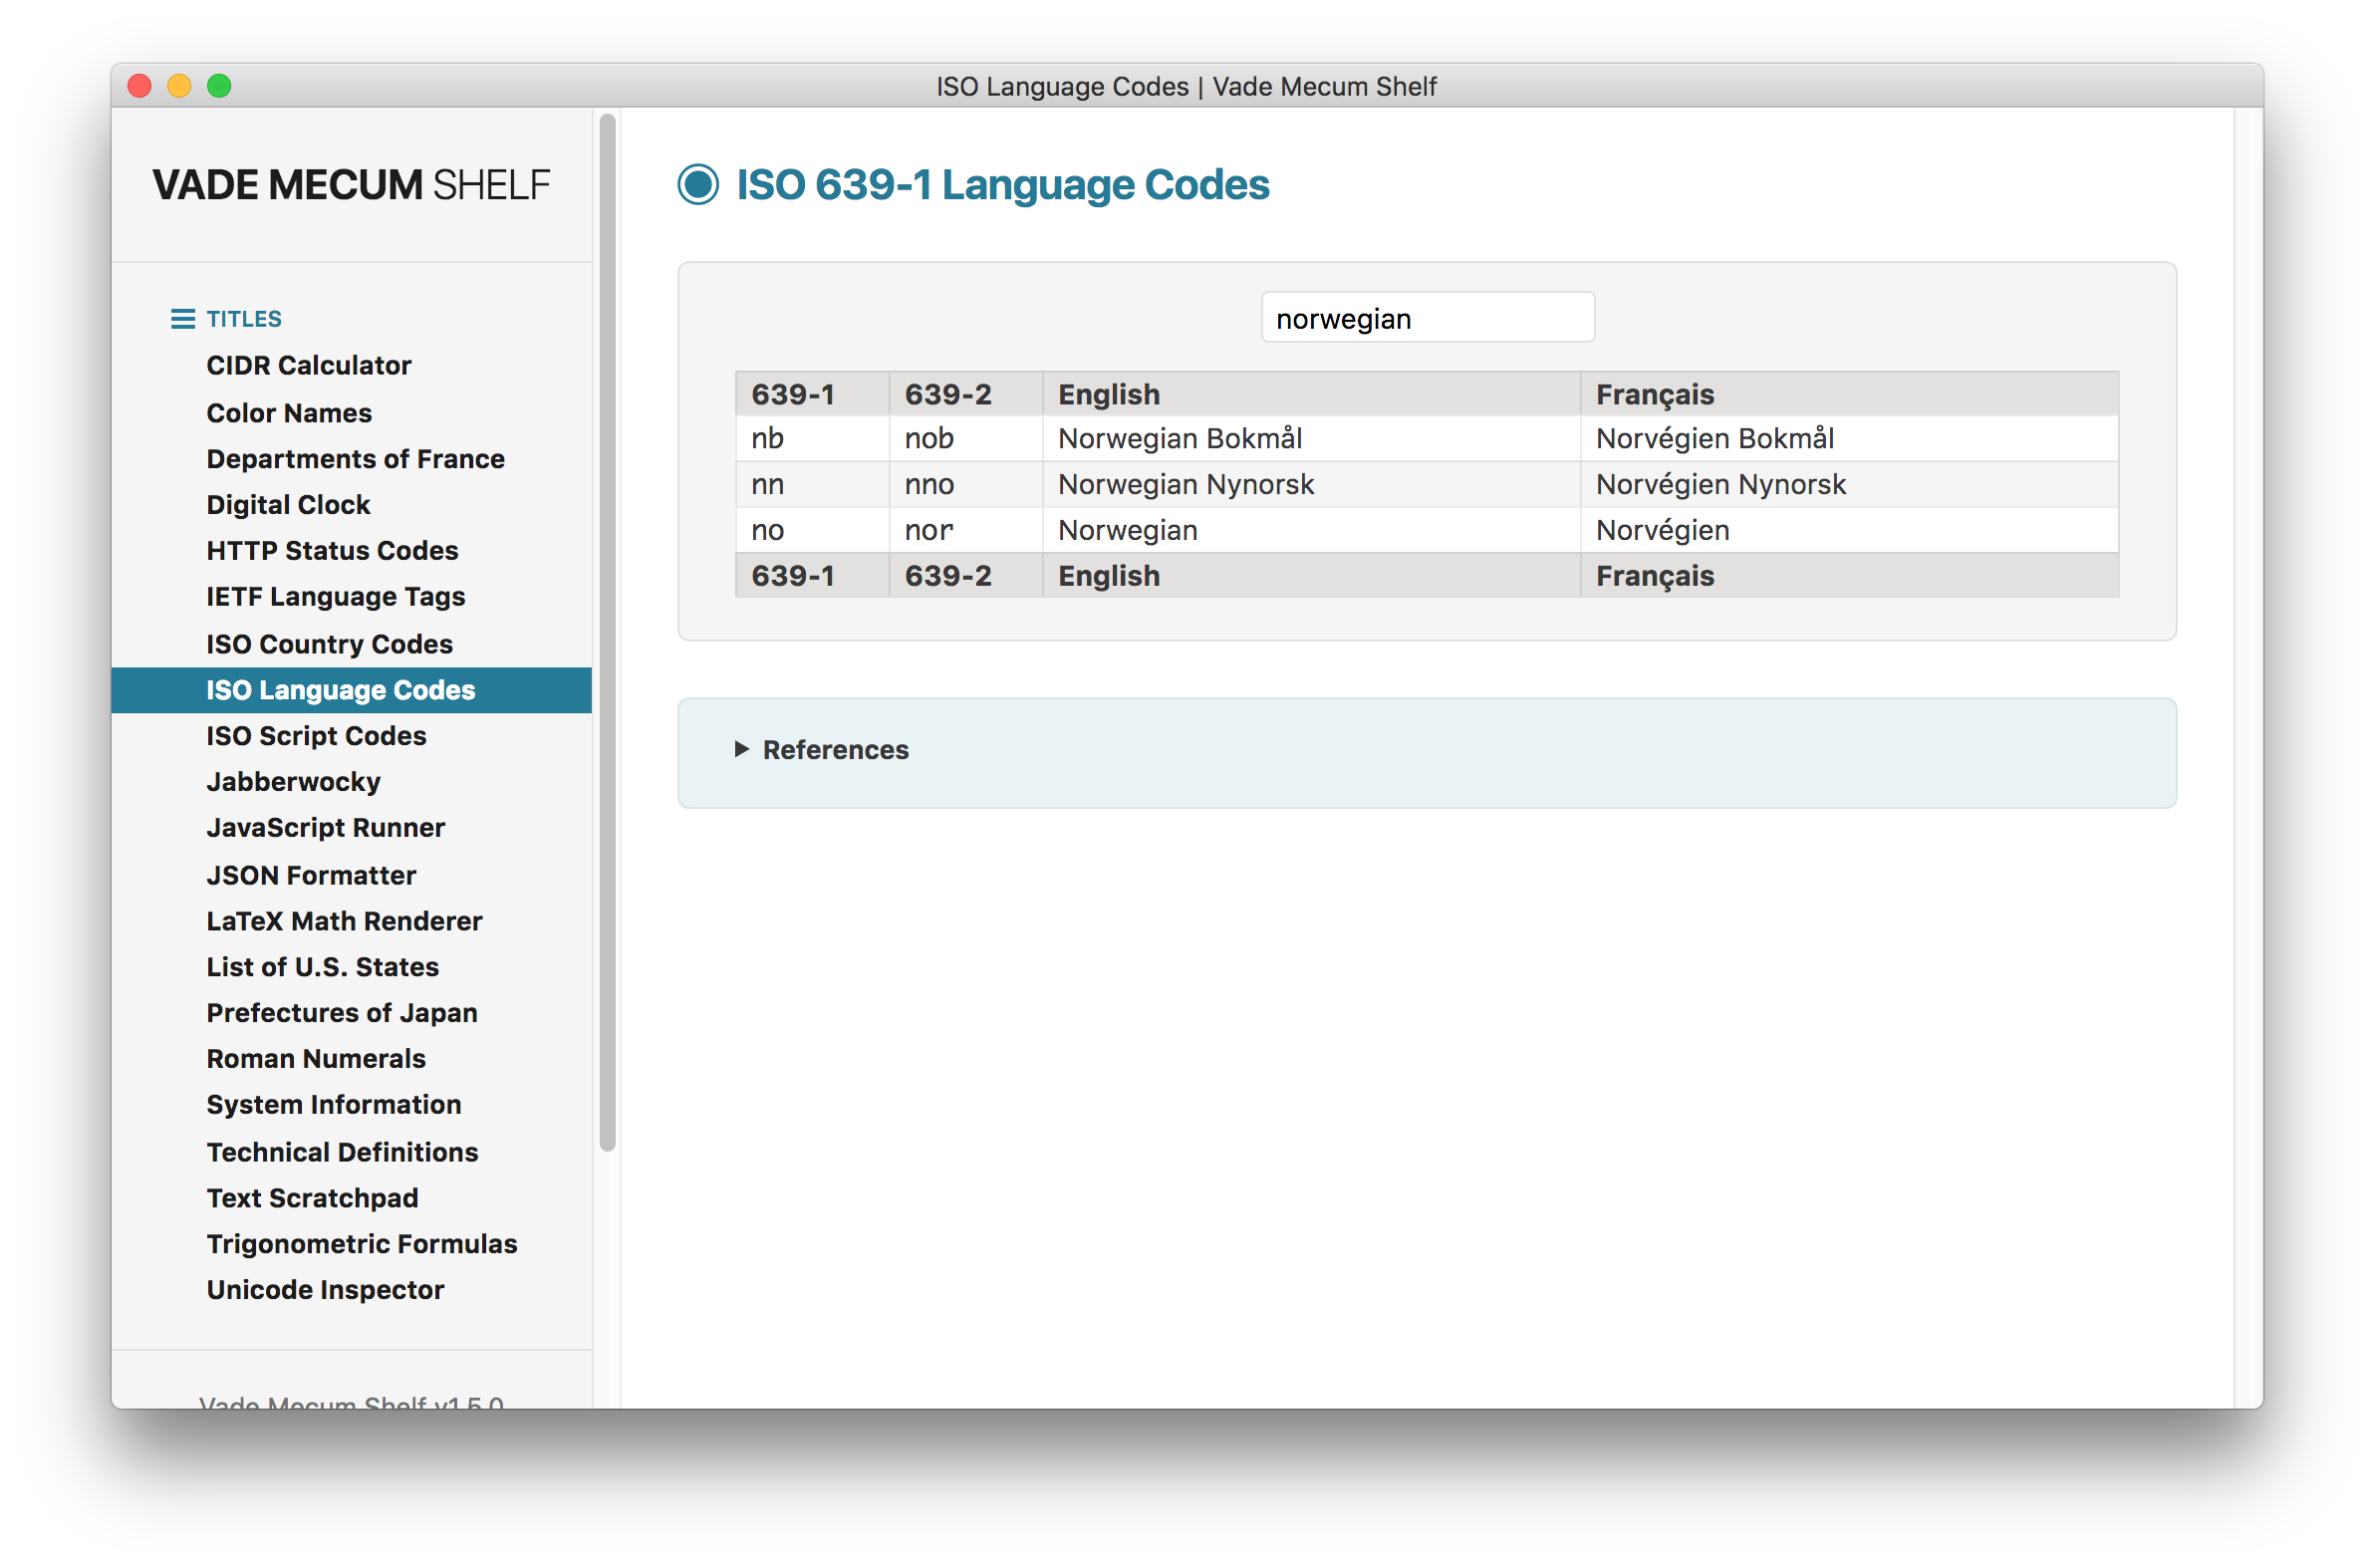 ISO Language Codes | Vade Mecum Shelf
VADE MECUM SHELF
TITLES
CIDR Calculator
Color Names
Departments of France
Digital Clock
HTTP Status Codes
IETF Language Tags
ISO Country Codes
ISO Language Codes
ISO Script Codes
Jabberwocky
JavaScript Runner
JSON Formatter
LaTeX Math Renderer
List of U.S. States
Prefectures of Japan
Roman Numerals
System Information
Technical Definitions
Text Scratchpad
Trigonometric Formulas
Unicode Inspector
Vade Mecum Shelf v1.5.0
ISO 639-1 Language Codes
norwegian
639-1 639-2 English Français
nb nob Norwegian Bokmål Norvégien Bokmål
nn nno Norwegian Nynorsk Norvégien Nynorsk
no nor Norwegian Norvégien
639-1 639-2 English Français
References